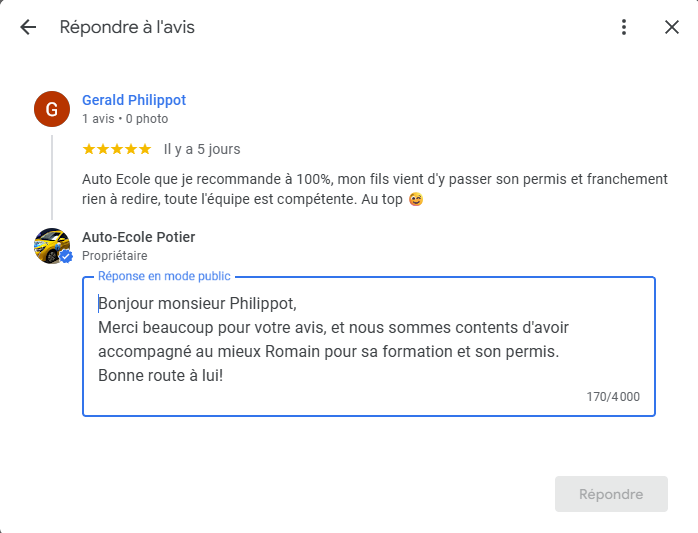 Répondre à l'avis
G
Gerald Philippot
1 avis • 0 photo
Il y a 5 jours
Auto Ecole que je recommande à 100%, mon fils vient d'y passer son permis et franchement
rien à redire, toute l'équipe est compétente. Au top 😅
Auto-Ecole Potier
Propriétaire
Réponse en mode public
Bonjour monsieur Philippot,
Merci beaucoup pour votre avis, et nous sommes contents d'avoir
accompagné au mieux Romain pour sa formation et son permis.
Bonne route à lui!
170/4 000
Répondre